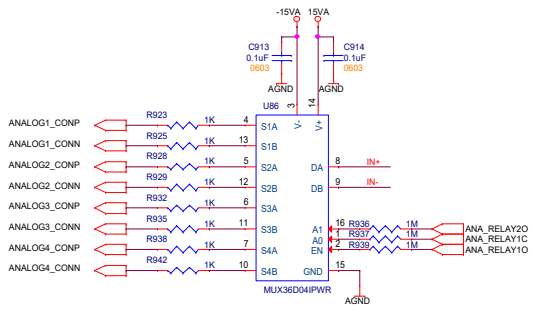 -15VA 15VA
C913 C914
0.1uF 0.1uF
0603 0603
AGND AGND
U86
3 V- 14 V+
ANALOG1_CONP R923 1K 4 S1A
ANALOG1_CONN R925 1K 13 S1B
ANALOG2_CONP R928 1K 5 S2A DA 8 IN+
ANALOG2_CONN R929 1K 12 S2B DB 9 IN-
ANALOG3_CONP R932 1K 6 S3A
ANALOG3_CONN R935 1K 11 S3B A1 16 R936 1M ANA_RELAY2O
A0 1 R937 1M ANA_RELAY1C
ANALOG4_CONP R938 1K 7 S4A EN 2 R939 1M ANA_RELAY1O
ANALOG4_CONN R942 1K 10 S4B GND 15
MUX36D04IPWR
AGND